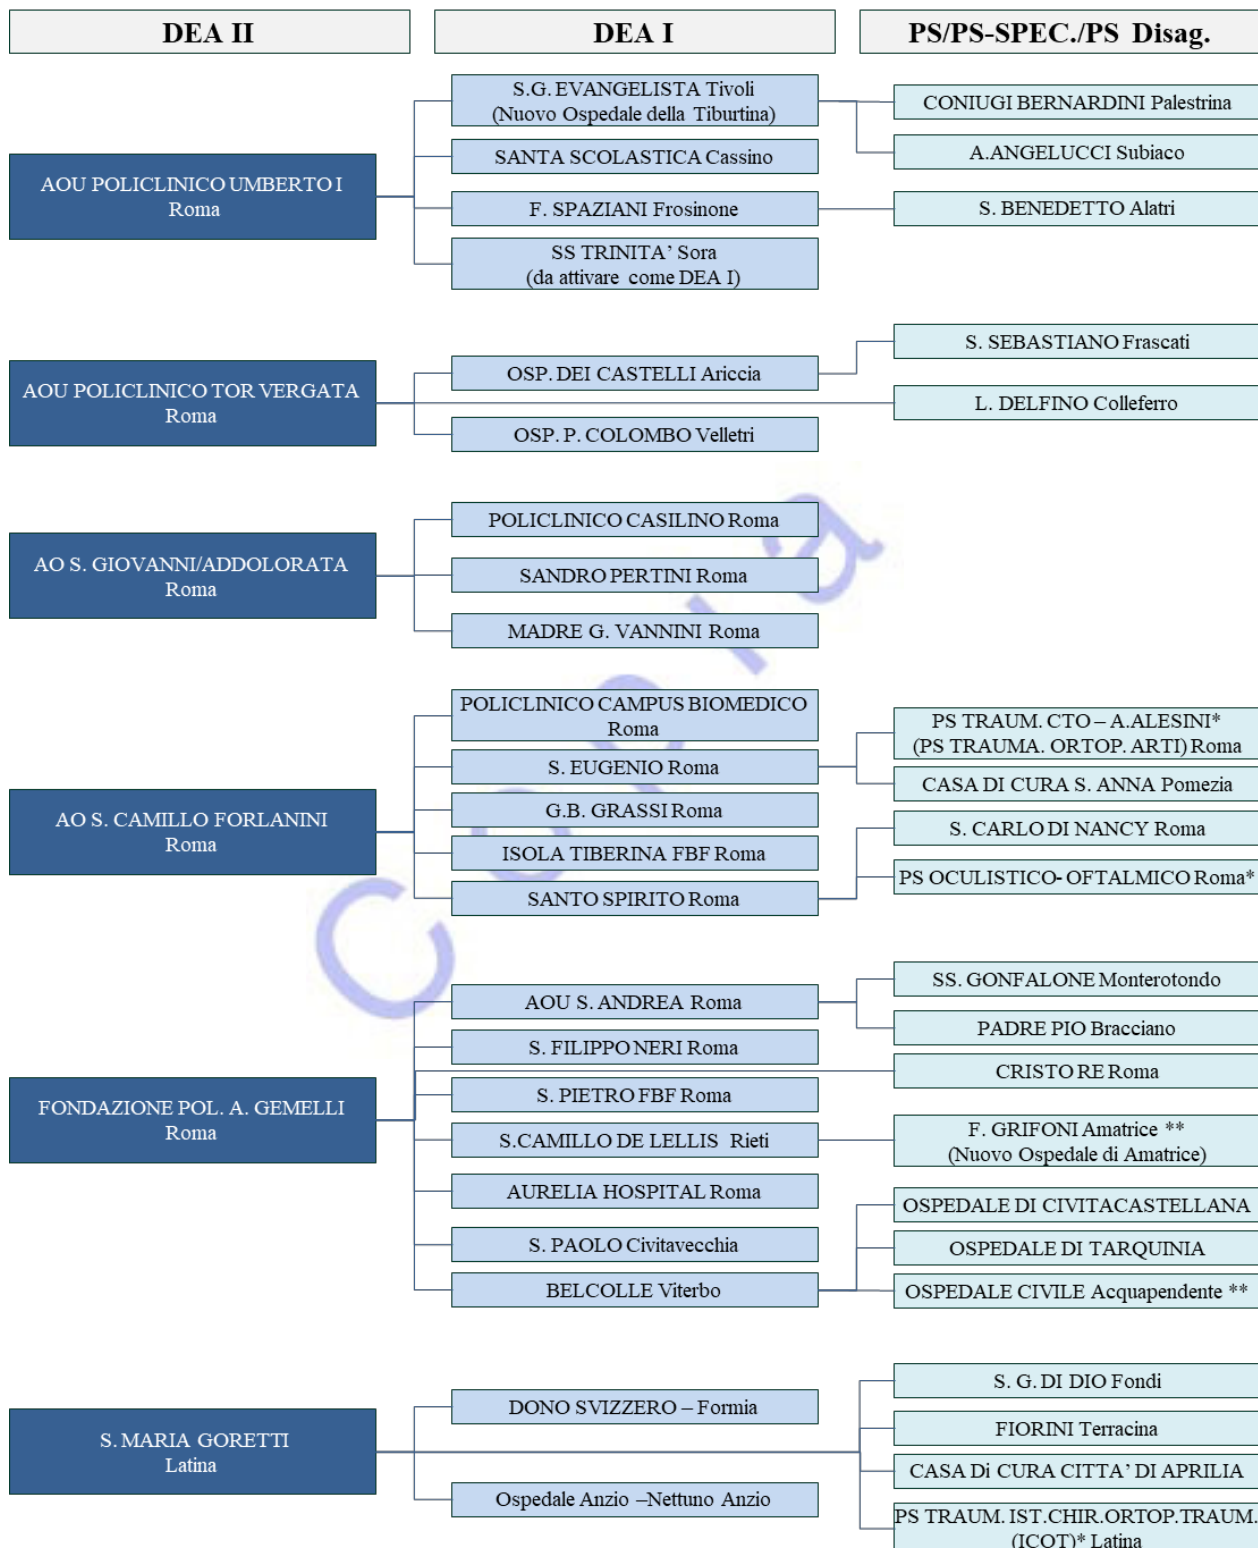 DEA II
DEA I
PS/PS-SPEC./PS Disag.
AOU POLICLINICO UMBERTO I
Roma
S.G. EVANGELISTA Tivoli
(Nuovo Ospedale della Tiburtina)
SANTA SCOLASTICA Cassino
F. SPAZIANI Frosinone
SS TRINITA’ Sora
(da attivare come DEA I)
CONIUGI BERNARDINI Palestrina
A.ANGELUCCI Subiaco
S. BENEDETTO Alatri
AOU POLICLINICO TOR VERGATA
Roma
OSP. DEI CASTELLI Ariccia
OSP. P. COLOMBO Velletri
S. SEBASTIANO Frascati
L. DELFINO Colleferro
AO S. GIOVANNI/ADDOLORATA
Roma
POLICLINICO CASILINO Roma
SANDRO PERTINI Roma
MADRE G. VANNINI Roma
AO S. CAMILLO FORLANINI
Roma
POLICLINICO CAMPUS BIOMEDICO
Roma
S. EUGENIO Roma
G.B. GRASSI Roma
ISOLA TIBERINA FBF Roma
SANTO SPIRITO Roma
PS TRAUM. CTO – A.ALESINI*
(PS TRAUMA. ORTOP. ARTI) Roma
CASA DI CURA S. ANNA Pomezia
S. CARLO DI NANCY Roma
PS OCULISTICO- OFTALMICO Roma*
FONDAZIONE POL. A. GEMELLI
Roma
AOU S. ANDREA Roma
S. FILIPPO NERI Roma
S. PIETRO FBF Roma
S.CAMILLO DE LELLIS Rieti
AURELIA HOSPITAL Roma
S. PAOLO Civitavecchia
BELCOLLE Viterbo
SS. GONFALONE Monterotondo
PADRE PIO Bracciano
CRISTO RE Roma
F. GRIFONI Amatrice **
(Nuovo Ospedale di Amatrice)
OSPEDALE DI CIVITACASTELLANA
OSPEDALE DI TARQUINIA
OSPEDALE CIVILE Acquapendente **
S. MARIA GORETTI
Latina
DONO SVIZZERO – Formia
Ospedale Anzio –Nettuno Anzio
S. G. DI DIO Fondi
FIORINI Terracina
CASA Di CURA CITTA’ DI APRILIA
PS TRAUM. IST.CHIR.ORTOP.TRAUM.
(ICOT)* Latina
Copia